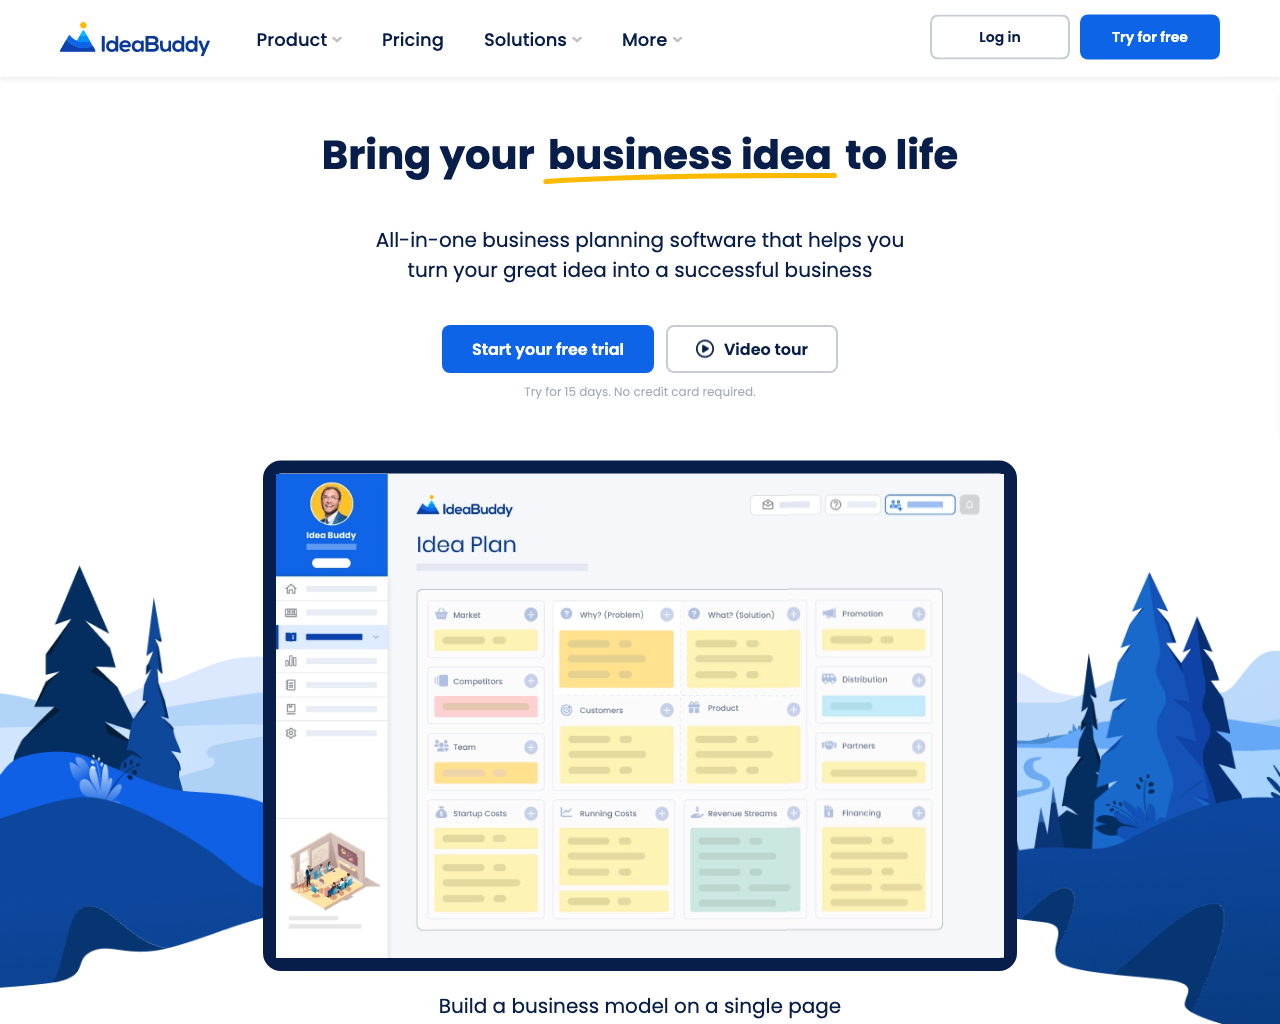 IdeaBuddy
Product
Pricing
Solutions
More
Log in
Try for free
Bring your business idea to life
All-in-one business planning software that helps you
turn your great idea into a successful business
Start your free trial
Video tour
Try for 15 days. No credit card required.
Idea Buddy
IdeaBuddy
Idea Plan
Market
Why? (Problem)
What? (Solution)
Promotion
Competitors
Distribution
Customers
Product
Team
Partners
Startup Costs
Running Costs
Revenue Streams
Financing
Build a business model on a single page